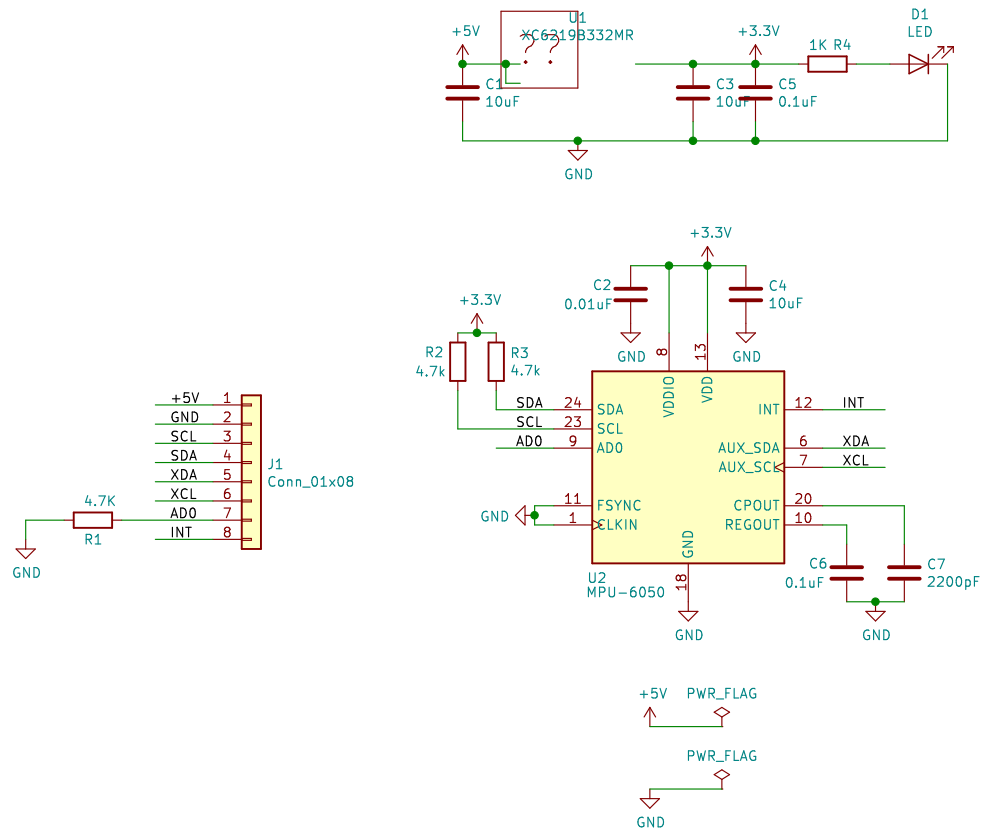 U1
XC6219B332MR
??
+5V
C1
10uF
+3.3V
C3
10uF
C5
0.1uF
1K R4
D1
LED
GND
+3.3V
C2
0.01uF
C4
10uF
GND
GND
+3.3V
R2
4.7k
R3
4.7k
8
13
VDDIO
VDD
SDA 24 SDA
SCL 23 SCL
AD0 9 AD0
GND
11 FSYNC
1 CLKIN
INT 12 INT
AUX_SDA 6 XDA
AUX_SCL 7 XCL
CPOUT 20
REGOUT 10
GND
18
U2
MPU-6050
GND
C6
0.1uF
C7
2200pF
GND
+5V 1
GND 2
SCL 3
SDA 4
XDA 5
XCL 6
AD0 7
INT 8
J1
Conn_01x08
4.7K
R1
GND
+5V
PWR_FLAG
PWR_FLAG
GND